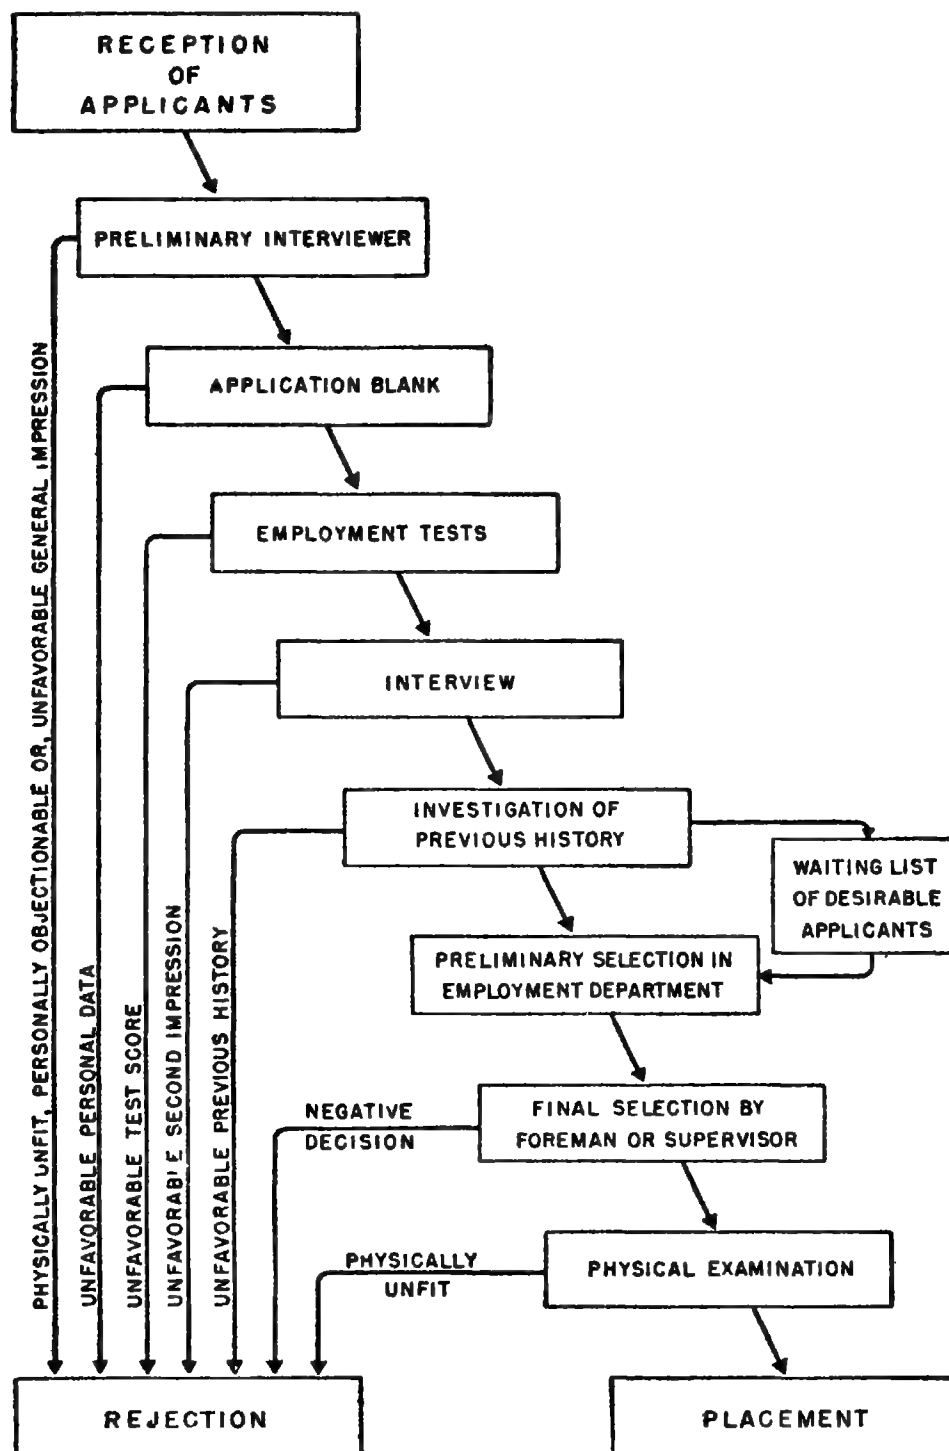 RECEPTION
OF
APPLICANTS
PRELIMINARY INTERVIEWER
APPLICATION BLANK
EMPLOYMENT TESTS
INTERVIEW
INVESTIGATION OF
PREVIOUS HISTORY
WAITING LIST
OF DESIRABLE
APPLICANTS
PRELIMINARY SELECTION IN
EMPLOYMENT DEPARTMENT
FINAL SELECTION BY
FOREMAN OR SUPERVISOR
NEGATIVE
DECISION
PHYSICAL EXAMINATION
PHYSICALLY
UNFIT
PHYSICALLY UNFIT, PERSONALLY OBJECTIONABLE OR, UNFAVORABLE GENERAL IMPRESSION
UNFAVORABLE PERSONAL DATA
UNFAVORABLE TEST SCORE
UNFAVORABLE SECOND IMPRESSION
UNFAVORABLE PREVIOUS HISTORY
REJECTION
PLACEMENT